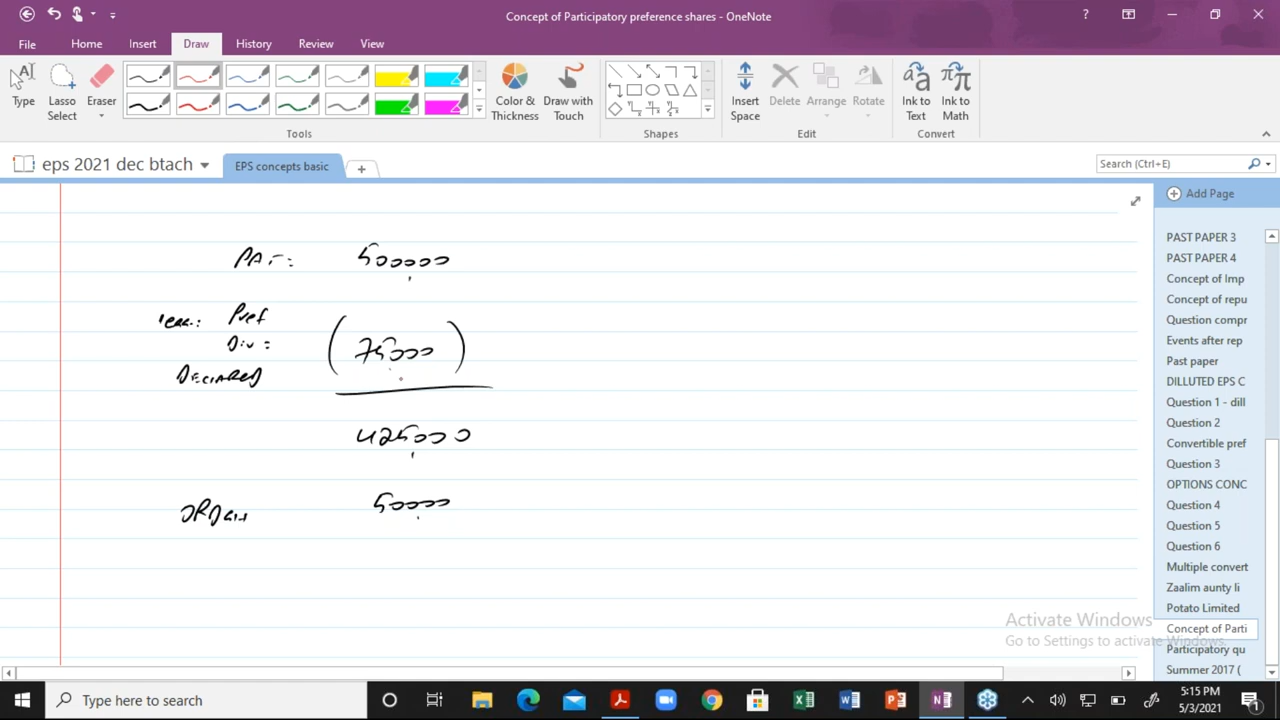 Concept of Participatory preference shares - OneNote
File Home Insert Draw History Review View
Type
Lasso Select
Eraser
Color & Thickness
Draw with Touch
Insert Space
Delete
Arrange
Rotate
Ink to Text
Ink to Math
Tools Shapes Edit Convert
eps 2021 dec btach
EPS concepts basic
Search (Ctrl+E)
Add Page
PAST PAPER 3
PAST PAPER 4
Concept of Imp
Concept of repu
Question compr
Events after rep
Past paper
DILLUTED EPS C
Question 1 - dill
Question 2
Convertible pref
Question 3
OPTIONS CONC
Question 4
Question 5
Question 6
Multiple convert
Zaalim aunty li
Potato Limited
Concept of Parti
Participatory qu
Summer 2017 (
PAT: 500000
Pref
Div:
DECLARED (75000)
425000
50000
Activate Windows
Go to Settings to activate Windows.
Type here to search
5:15 PM
5/3/2021